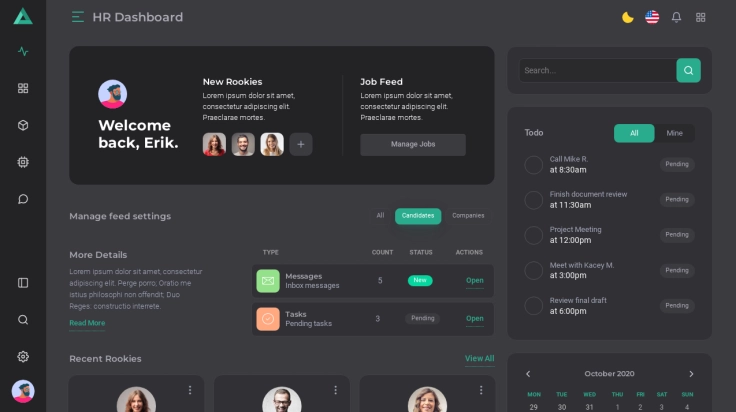 HR Dashboard
Welcome
back, Erik.
New Rookies
Lorem ipsum dolor sit amet,
consectetur adipiscing elit.
Praeclarae mortes.
Job Feed
Lorem ipsum dolor sit amet,
consectetur adipiscing elit.
Praeclarae mortes.
Manage Jobs
Search...
Todo
All
Mine
Call Mike R.
at 8:30am
Pending
Finish document review
at 11:30am
Pending
Project Meeting
at 12:00pm
Pending
Meet with Kacey M.
at 3:00pm
Pending
Review final draft
at 6:00pm
Pending
Manage feed settings
All
Candidates
Companies
More Details
Lorem ipsum dolor sit amet, consectetur
adipiscing elit. Perge porro; Oratio me
istius philosophi non offendit; Duo
Reges: constructio interrete.
Read More
TYPE COUNT STATUS ACTIONS
Messages
Inbox messages
5
New
Open
Tasks
Pending tasks
3
Pending
Open
Recent Rookies
View All
October 2020
MON TUE WED THU FRI SAT SUN
29 30 31 1 2 3 4